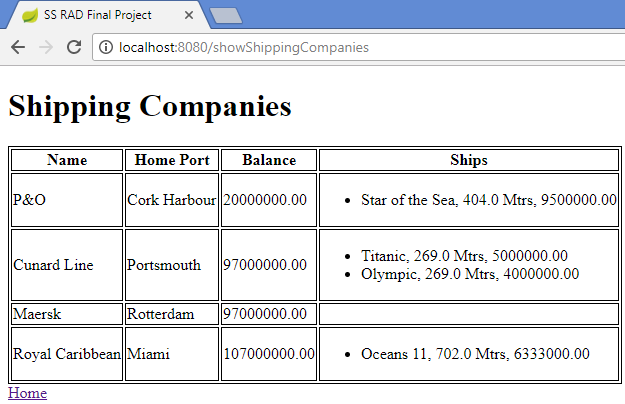 SS RAD Final Project
localhost:8080/showShippingCompanies
Shipping Companies
Name Home Port Balance Ships
P&O Cork Harbour 20000000.00 • Star of the Sea, 404.0 Mtrs, 9500000.00
Cunard Line Portsmouth 97000000.00 • Titanic, 269.0 Mtrs, 5000000.00
• Olympic, 269.0 Mtrs, 4000000.00
Maersk Rotterdam 97000000.00
Royal Caribbean Miami 107000000.00 • Oceans 11, 702.0 Mtrs, 6333000.00
Home